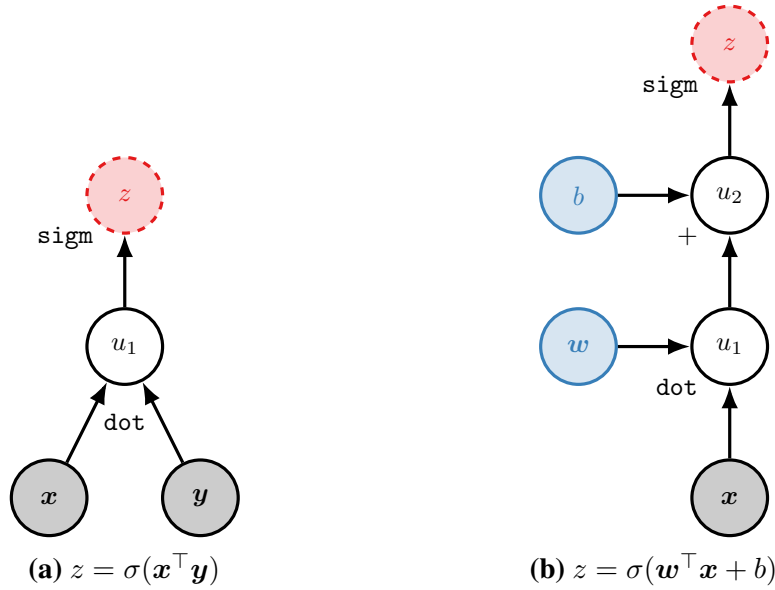 z
sigm
u₁
dot
x
y
(a) z = σ(x⊤y)
z
sigm
b
u₂
+
w
u₁
dot
x
(b) z = σ(w⊤x + b)